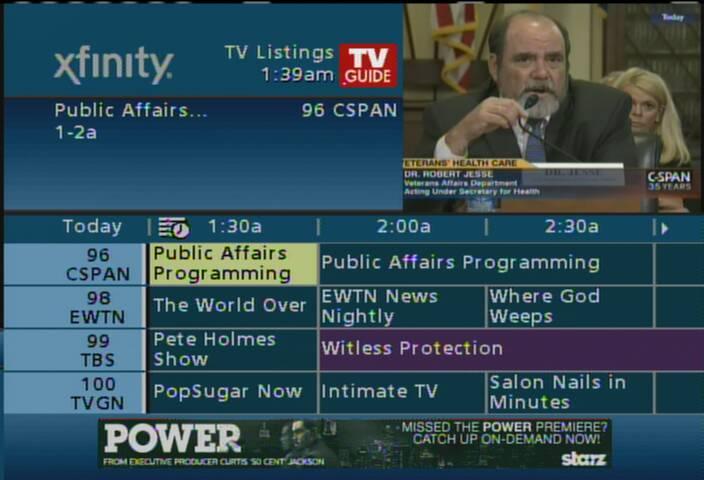 xfinity.
TV Listings
1:39am
TV
GUIDE
Public Affairs...
96 CSPAN
1-2a
Today
VETERANS' HEALTH CARE
DR. ROBERT JESSE
Veterans Affairs Department
Acting Under Secretary for Health
DR. JESSE
C-SPAN
35 YEARS
Today
1:30a
2:00a
2:30a
96
CSPAN
Public Affairs
Programming
Public Affairs Programming
98
EWTN
The World Over
EWTN News
Nightly
Where God
Weeps
99
TBS
Pete Holmes
Show
Witless Protection
100
TVGN
PopSugar Now
Intimate TV
Salon Nails in
Minutes
POWER
FROM EXECUTIVE PRODUCER CURTIS '50 CENT' JACKSON
MISSED THE POWER PREMIERE?
CATCH UP ON-DEMAND NOW!
starz